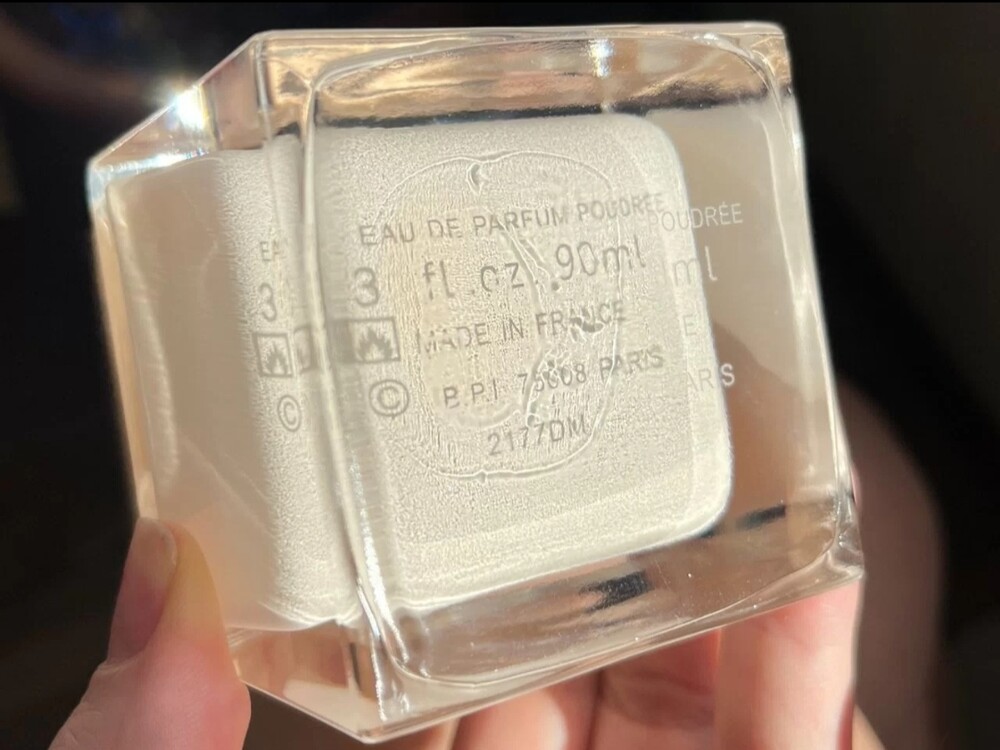 EAU DE PARFUM POUDRÉE
3 fl.oz. 90ml
MADE IN FRANCE
© B.P.I 75008 PARIS
2177DM